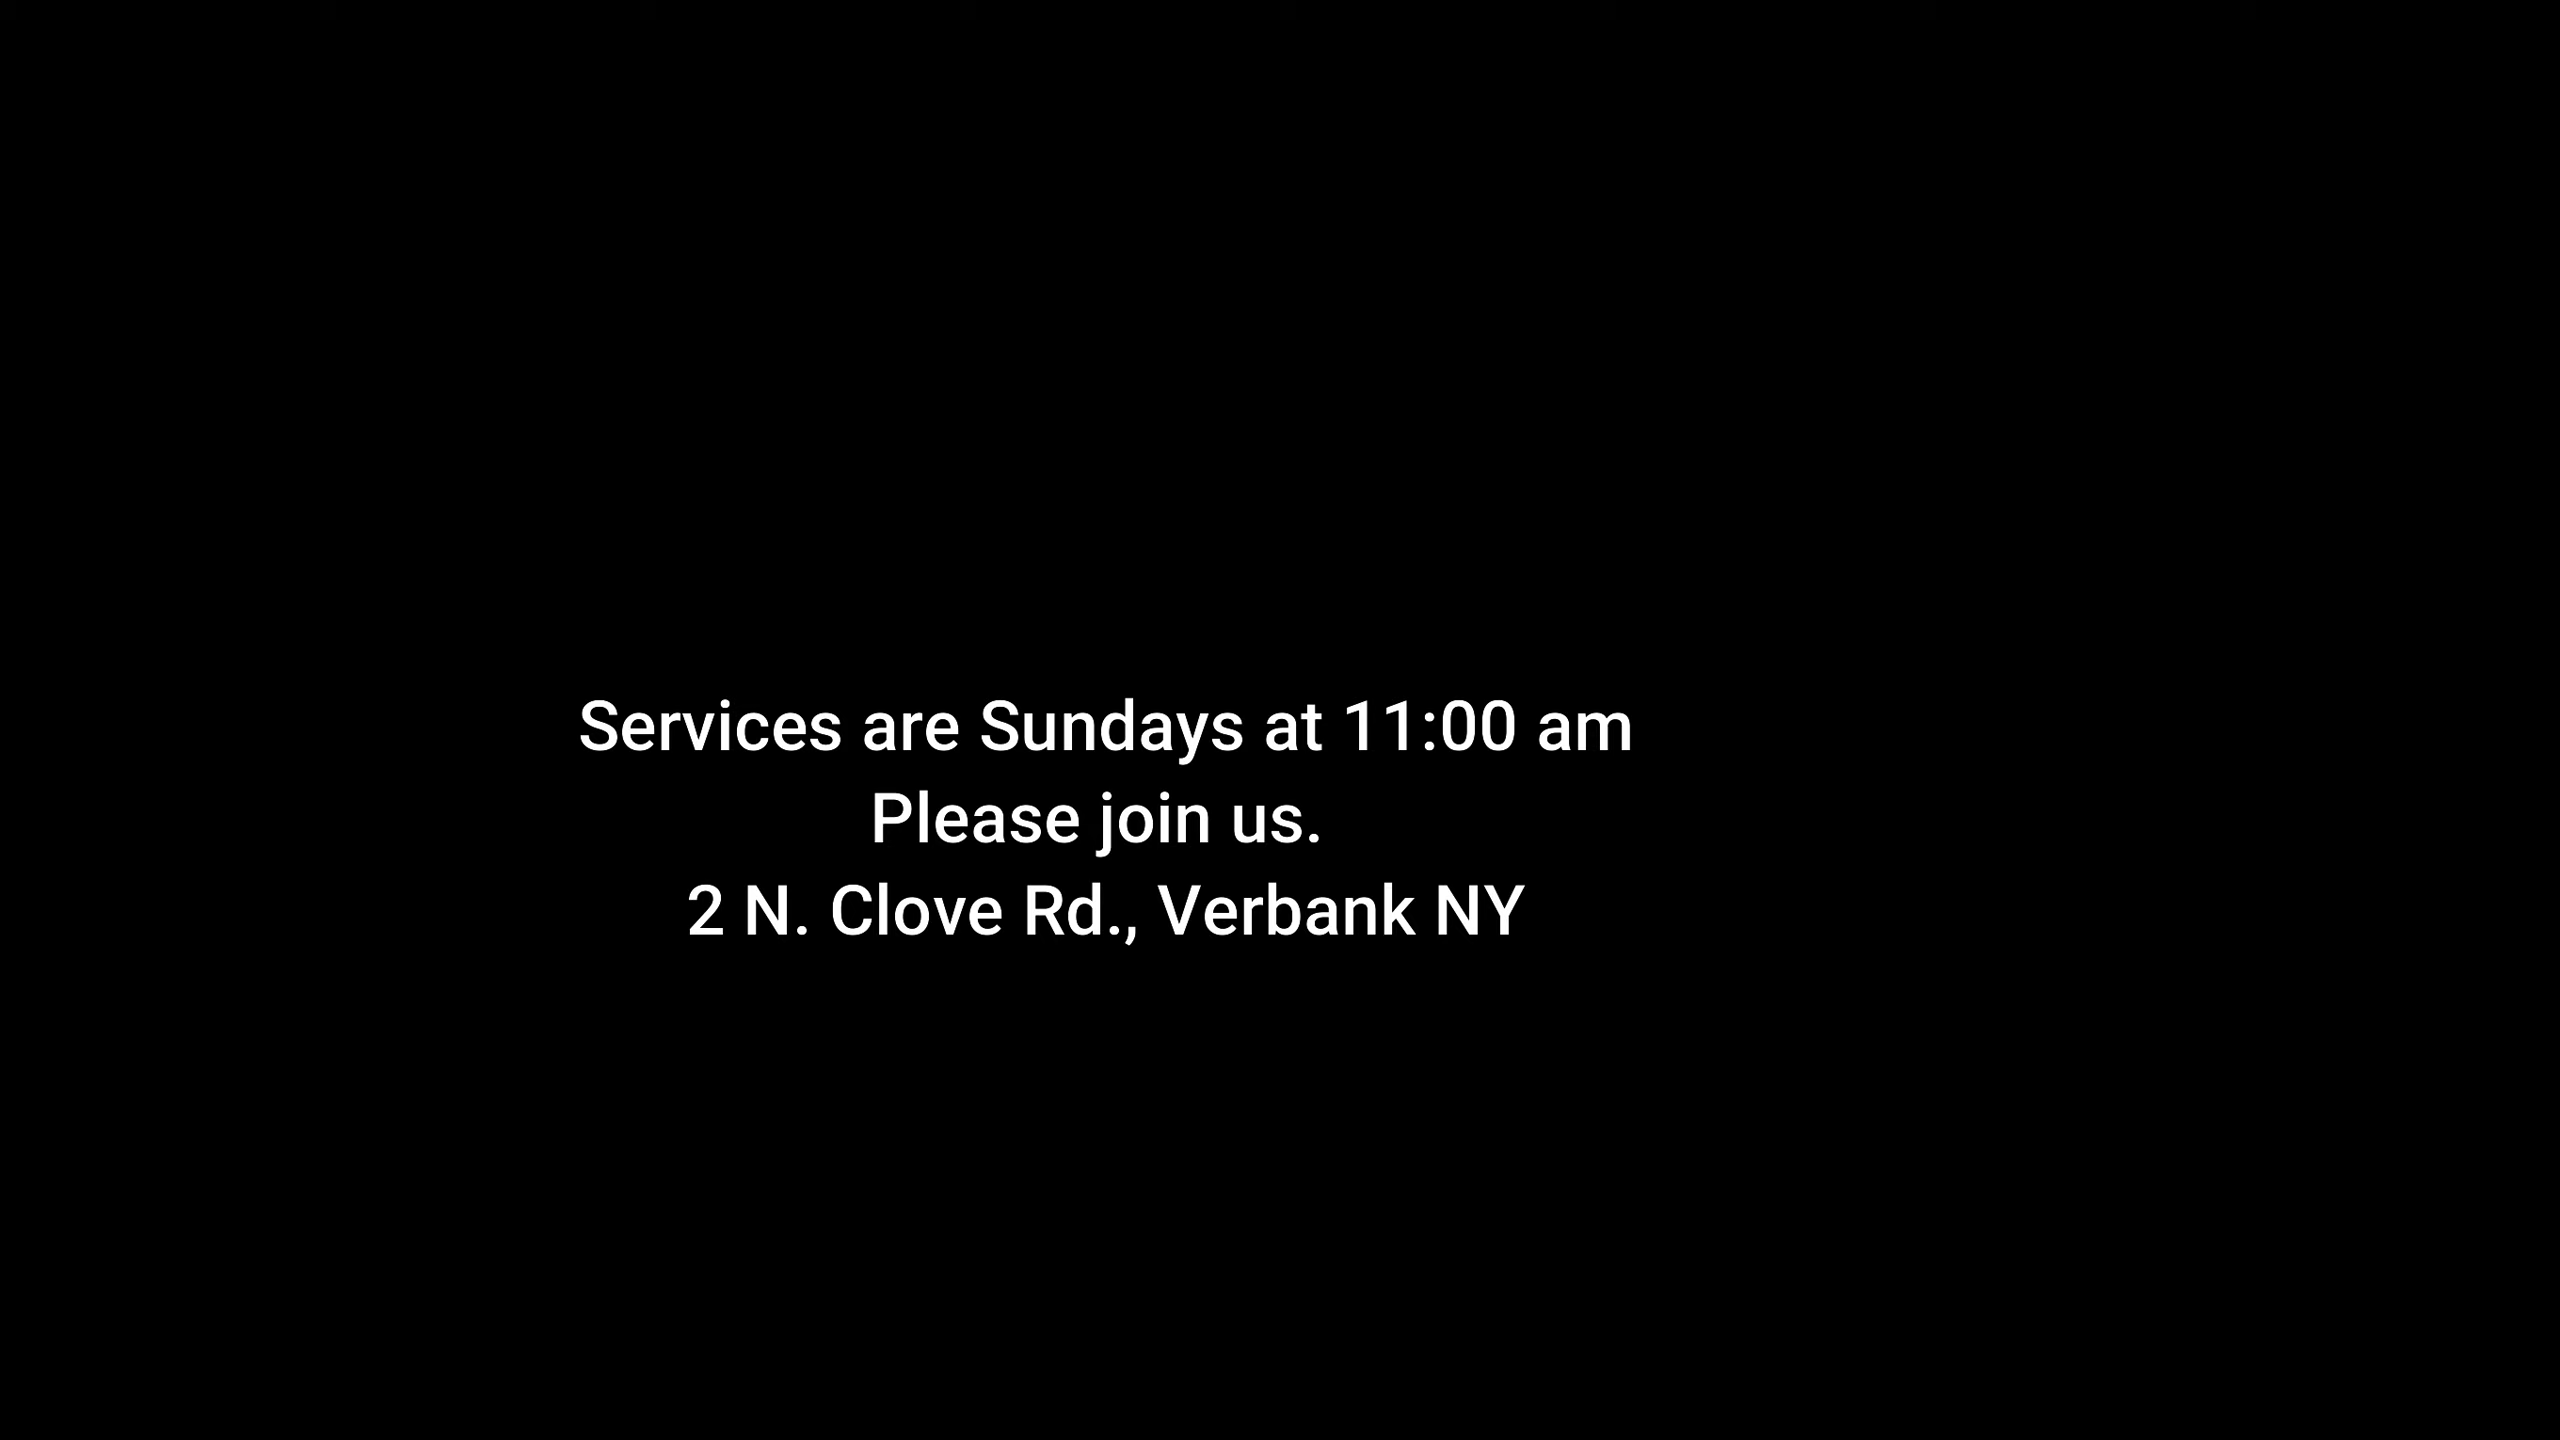 Services are Sundays at 11:00 am
Please join us.
2 N. Clove Rd., Verbank NY